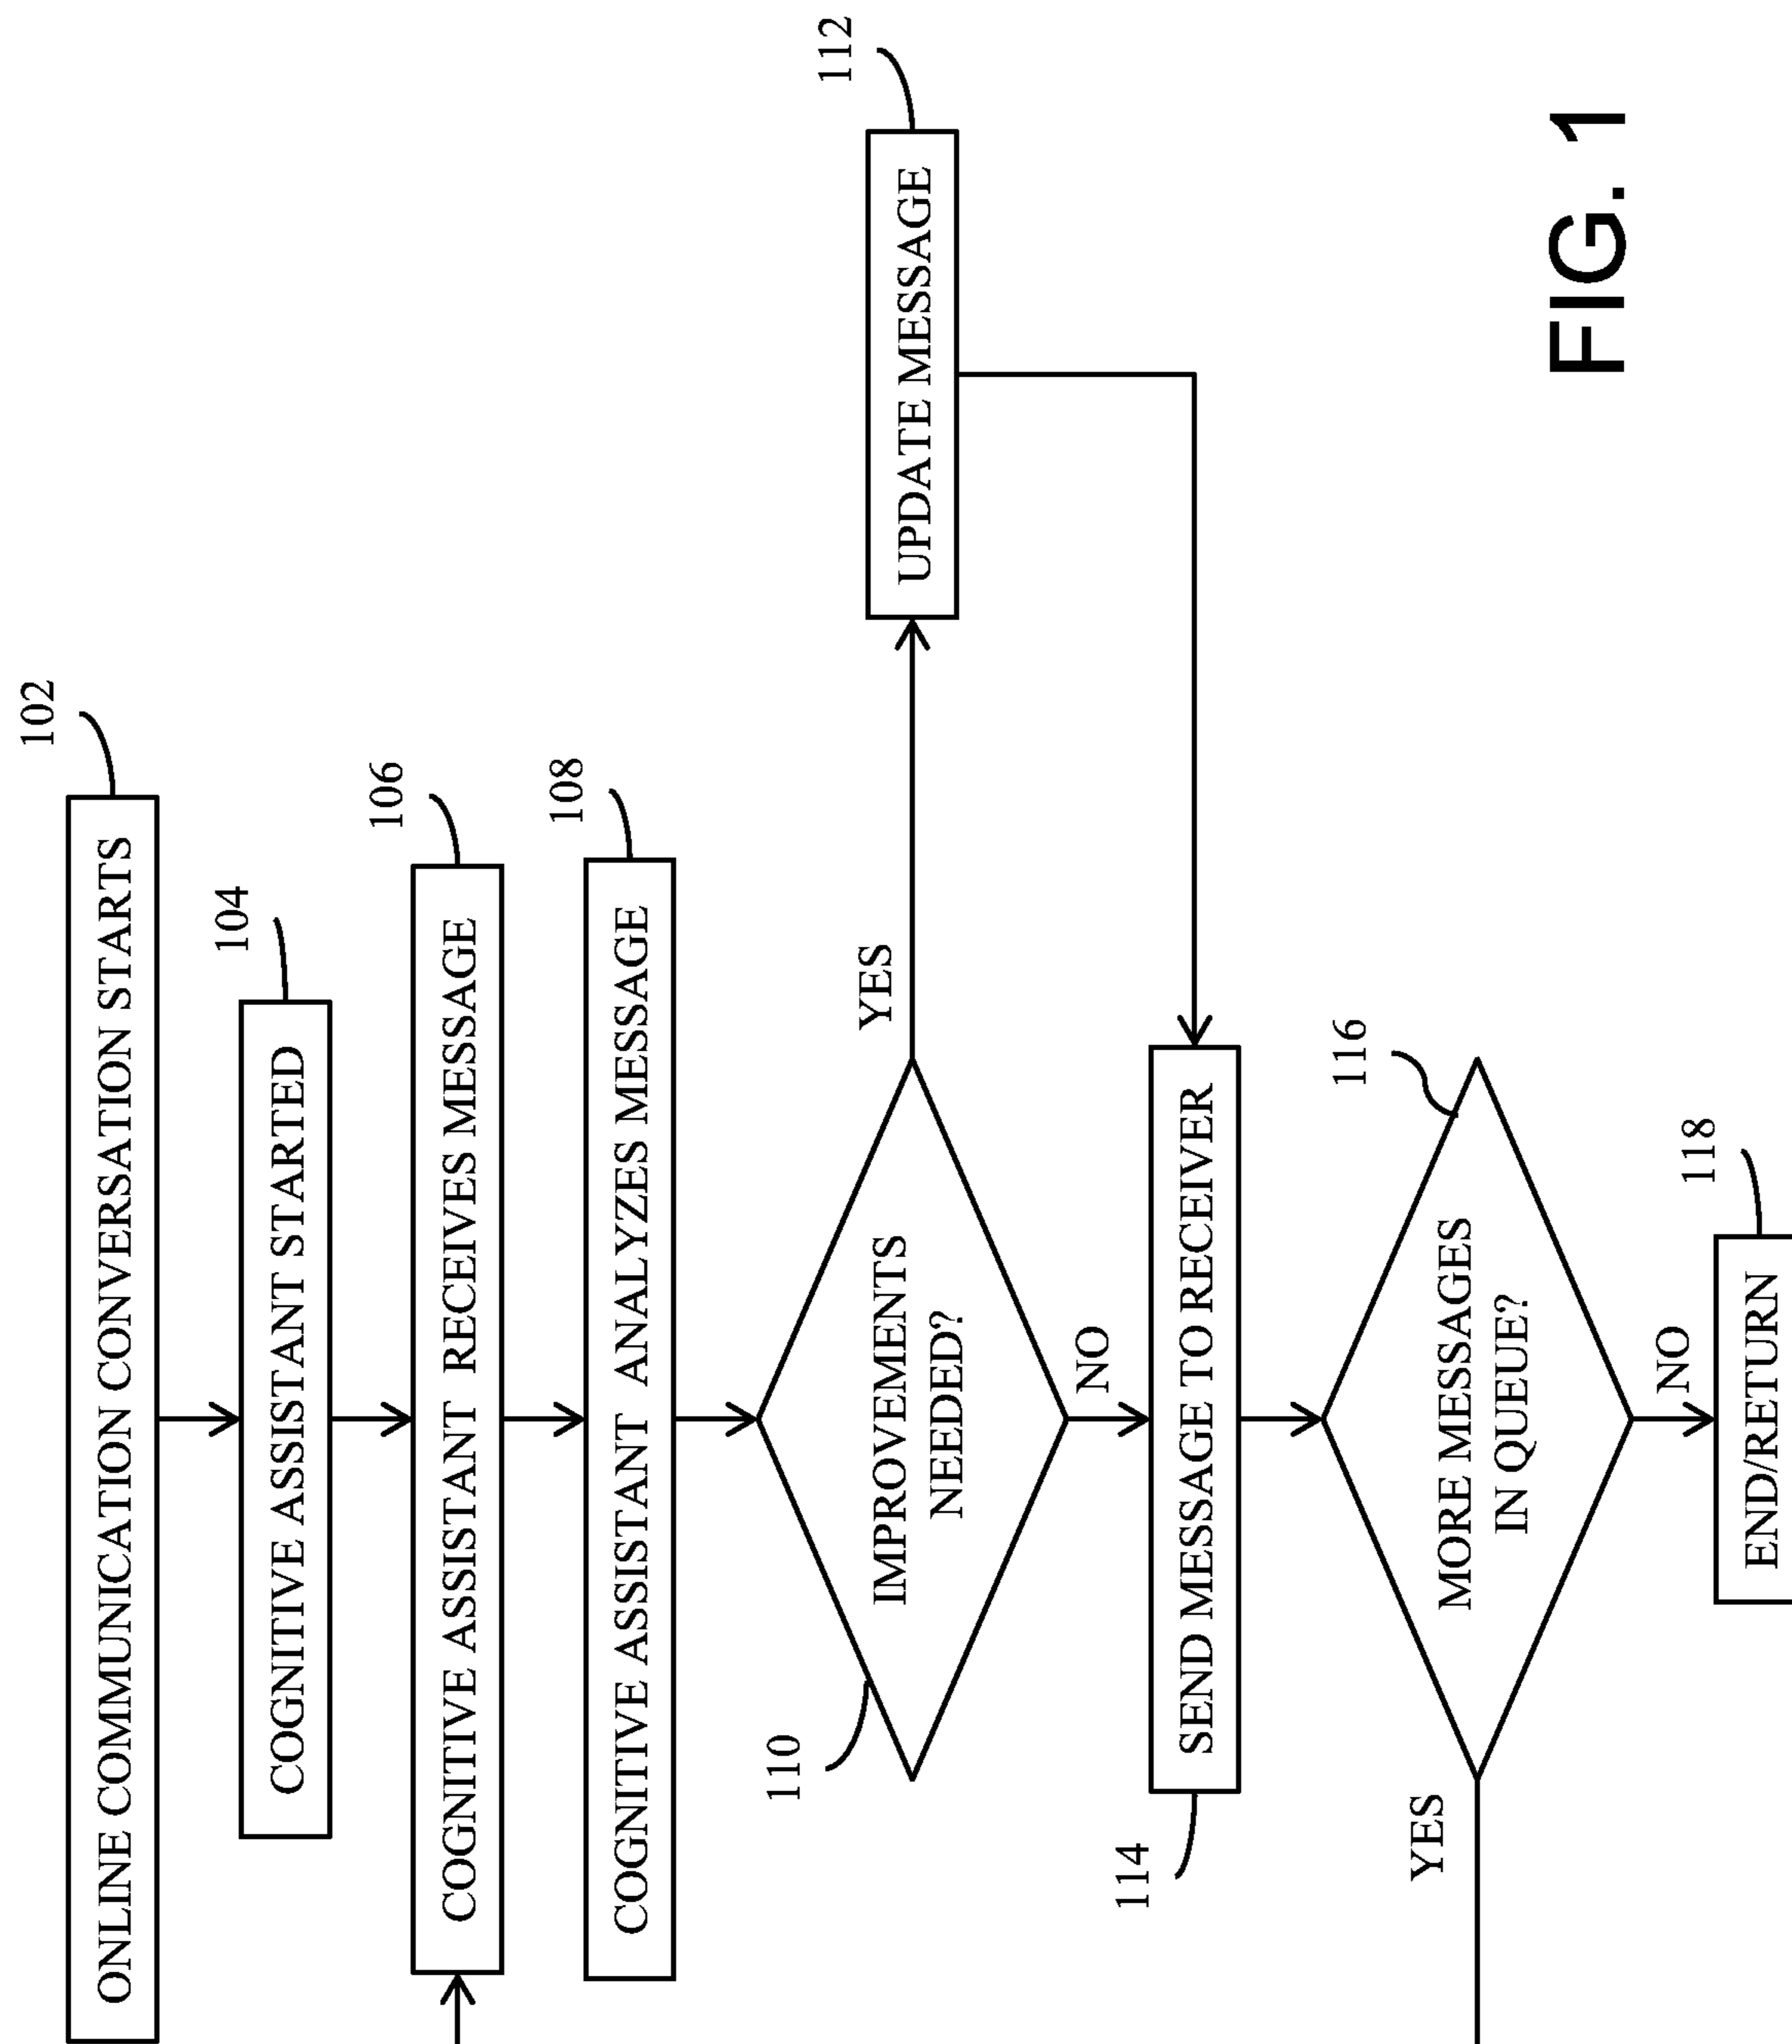 102
ONLINE COMMUNICATION CONVERSATION STARTS
104
COGNITIVE ASSISTANT STARTED
106
COGNITIVE ASSISTANT RECEIVES MESSAGE
108
COGNITIVE ASSISTANT ANALYZES MESSAGE
110
IMPROVEMENTS
NEEDED?
YES
112
UPDATE MESSAGE
NO
114
SEND MESSAGE TO RECEIVER
116
MORE MESSAGES
IN QUEUE?
YES
NO
118
END/RETURN
FIG. 1